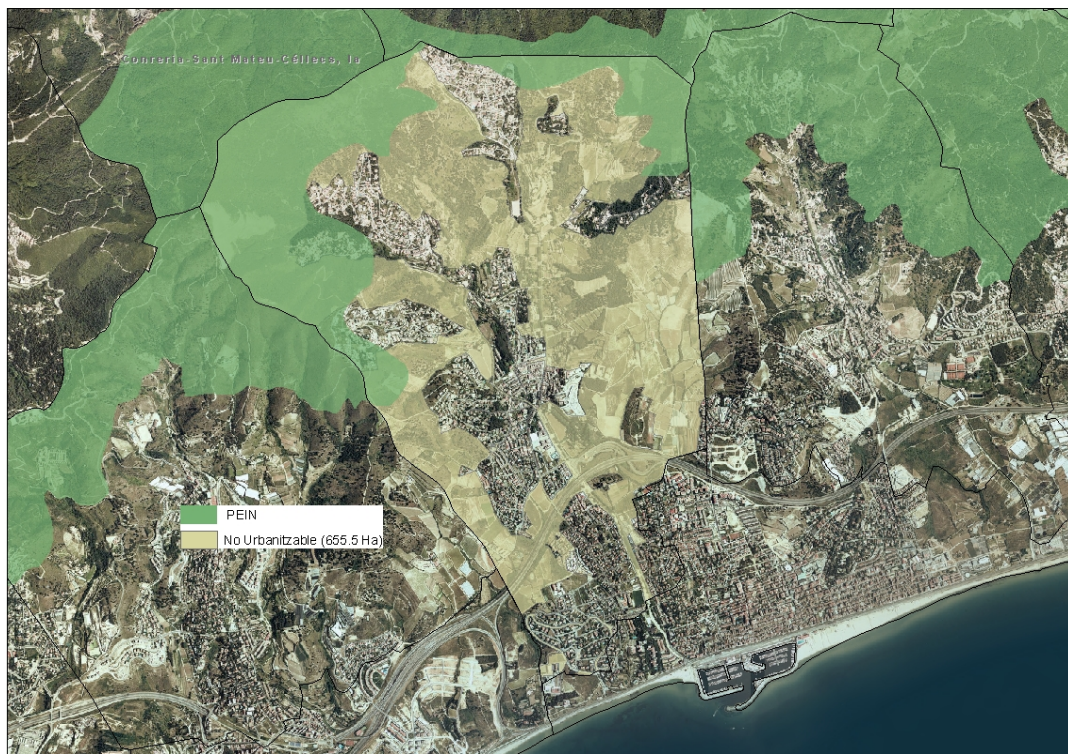 Conreria-Sant Mateu-Céllecs, la
PEIN
No Urbanitzable (655.5 Ha)